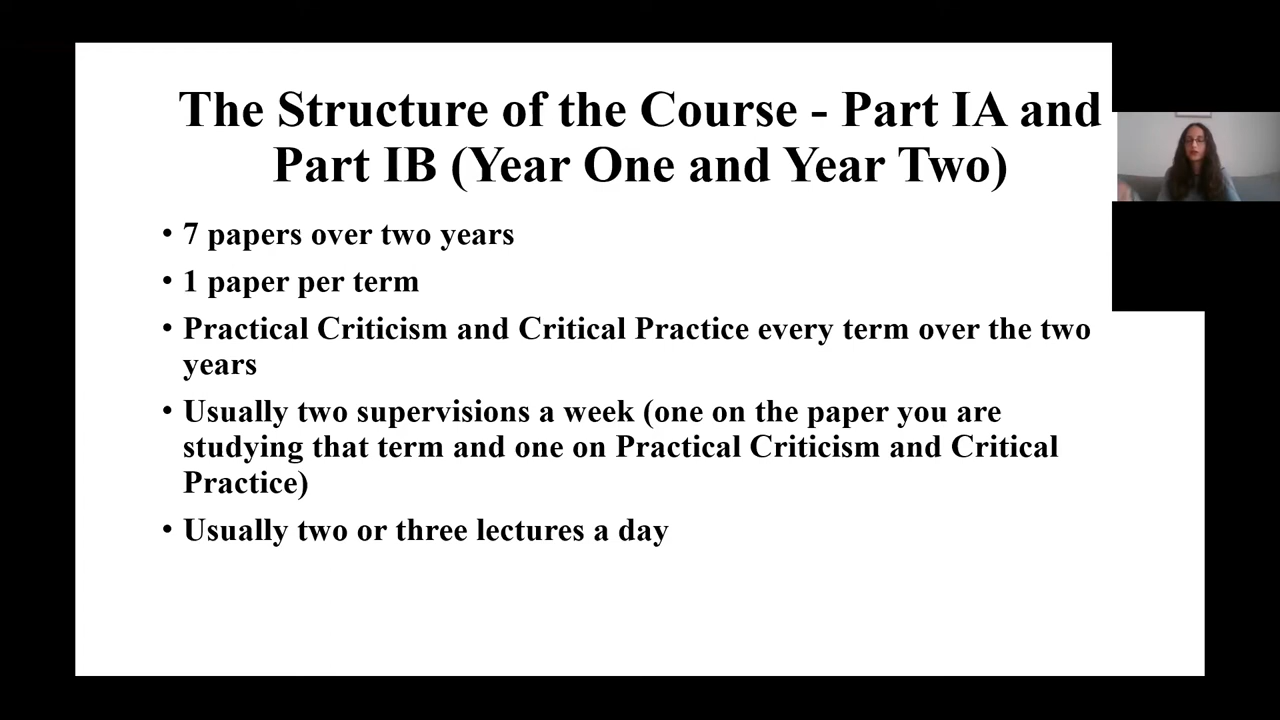 The Structure of the Course - Part IA and
Part IB (Year One and Year Two)
• 7 papers over two years
• 1 paper per term
• Practical Criticism and Critical Practice every term over the two
years
• Usually two supervisions a week (one on the paper you are
studying that term and one on Practical Criticism and Critical
Practice)
• Usually two or three lectures a day